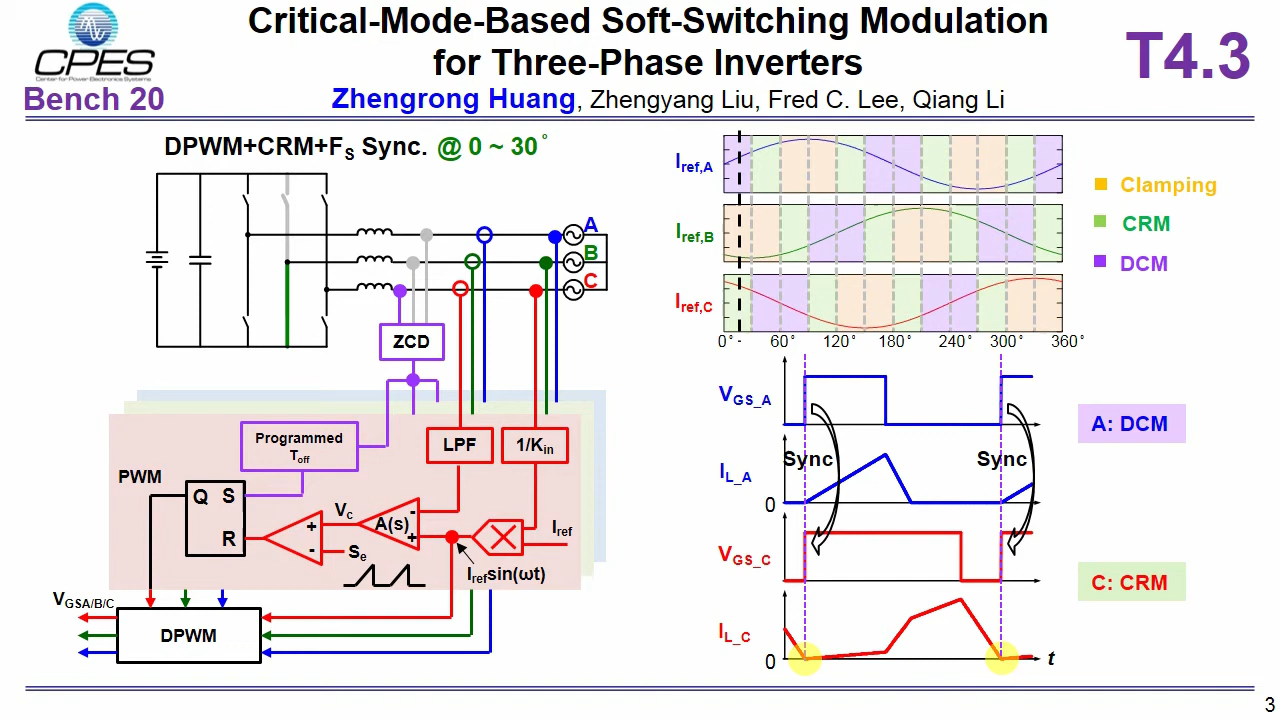 Critical-Mode-Based Soft-Switching Modulation
for Three-Phase Inverters
Zhengrong Huang, Zhengyang Liu, Fred C. Lee, Qiang Li
CPES
Center for Power Electronics Systems
Bench 20
T4.3
DPWM+CRM+FS Sync. @ 0 ~ 30°
A
B
C
ZCD
Programmed
Toff
LPF
1/Kin
PWM
Q S
R
Vc
A(s)
-
+
+
-
Se
Iref
Irefsin(ωt)
VGSA/B/C
DPWM
Iref,A
Iref,B
Iref,C
0° 60° 120° 180° 240° 300° 360°
Clamping
CRM
DCM
VGS_A
Sync Sync
IL_A
0
VGS_C
IL_C
0
t
A: DCM
C: CRM
3